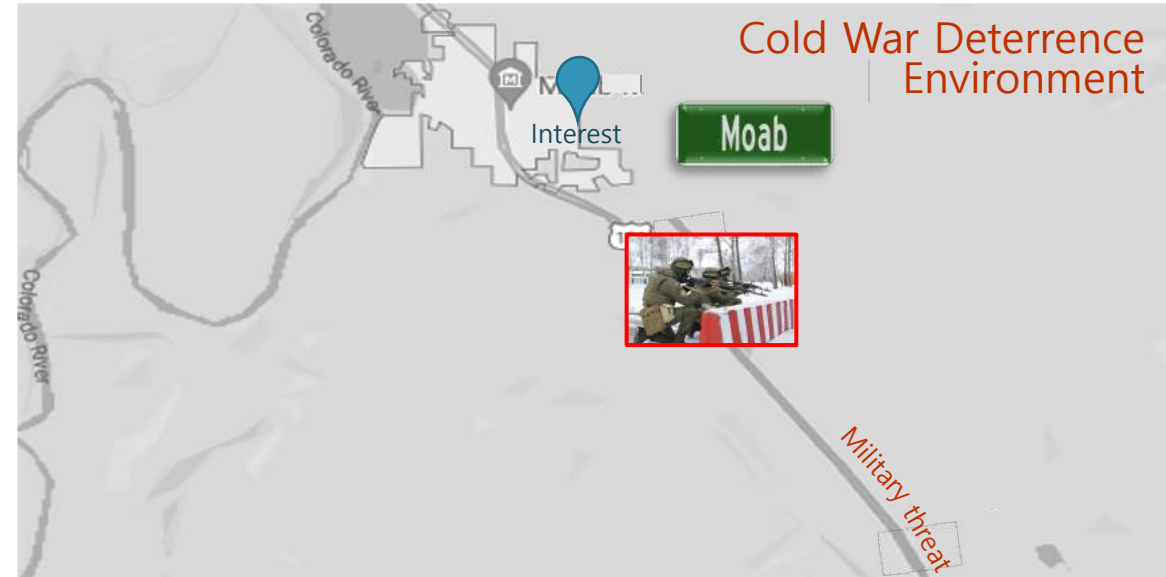 Cold War Deterrence
Environment
Colorado River
Interest
Moab
Colorado River
Military threat